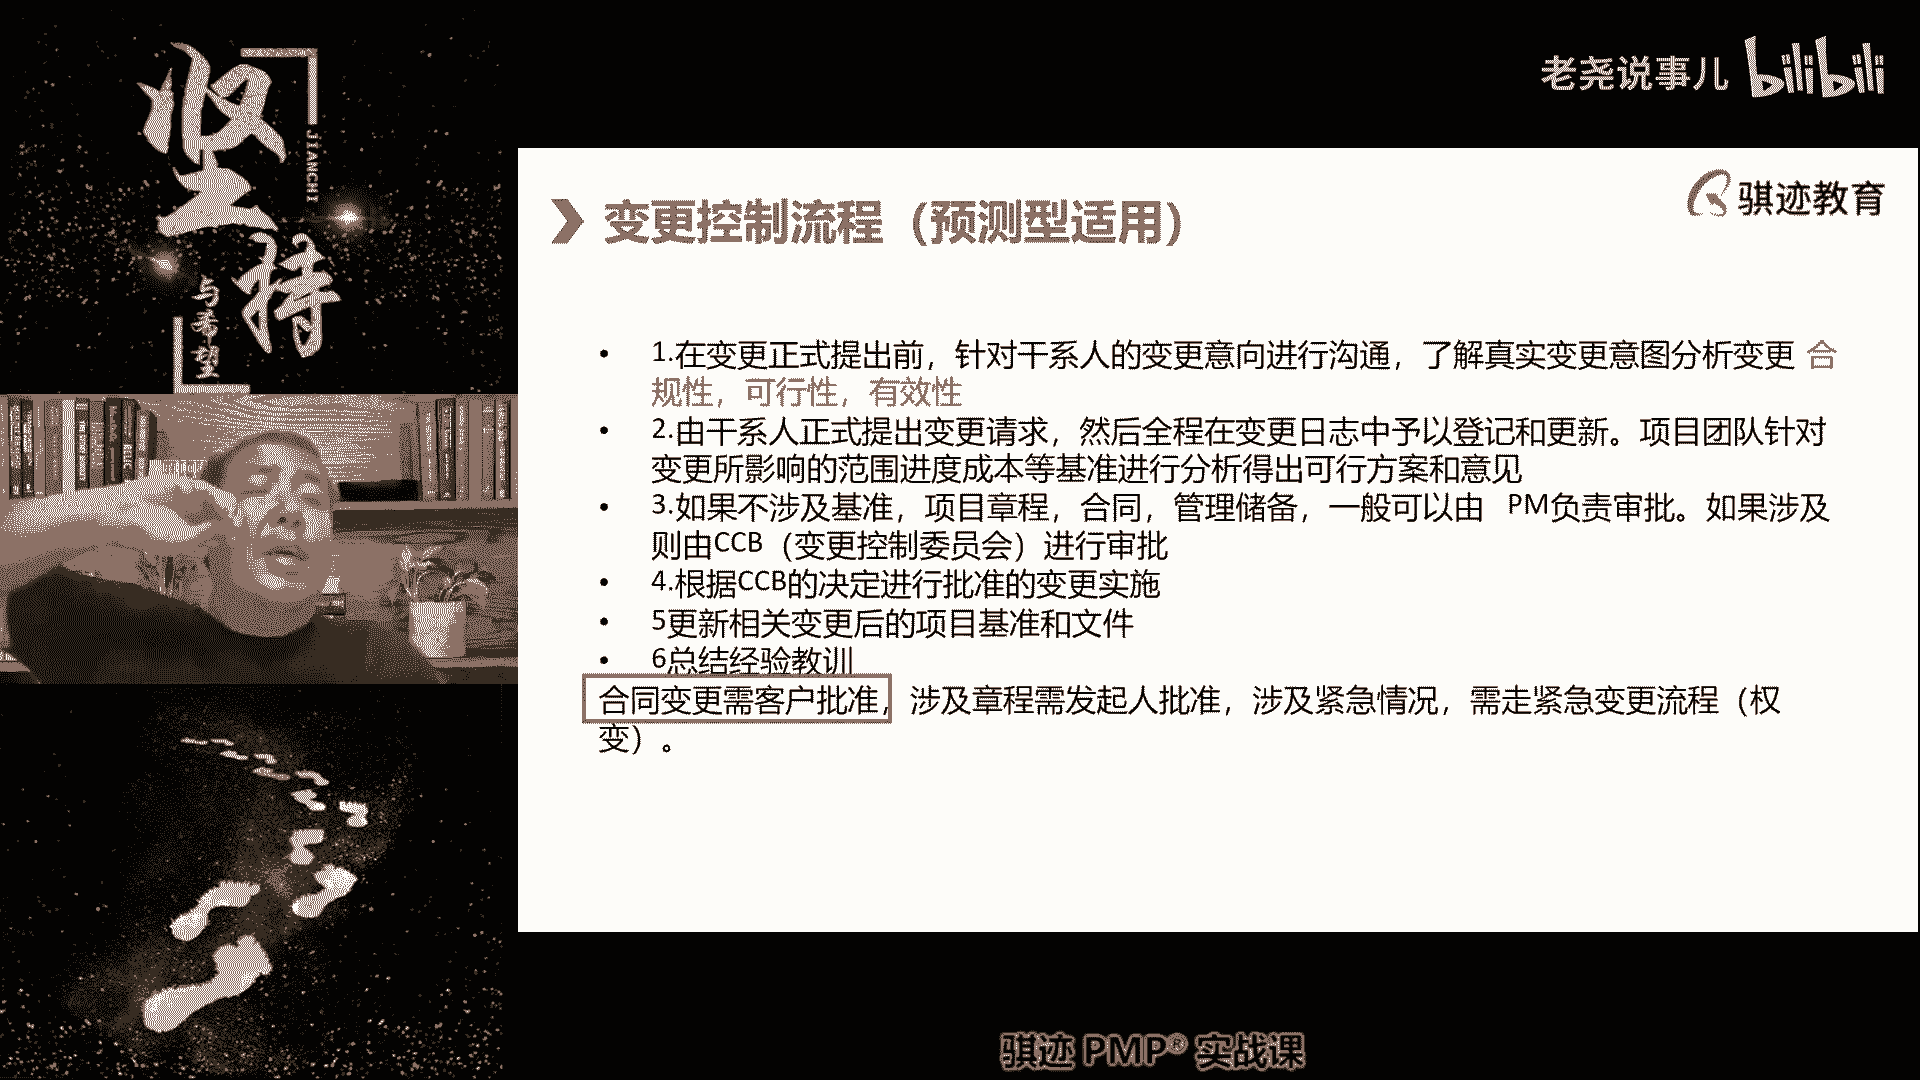 坚持
JIANCHI
与希望
老尧说事儿 bilibili
骐迹教育
变更控制流程（预测型适用）
• 1.在变更正式提出前，针对干系人的变更意向进行沟通，了解真实变更意图分析变更 合
规性，可行性，有效性
• 2.由干系人正式提出变更请求，然后全程在变更日志中予以登记和更新。项目团队针对
变更所影响的范围进度成本等基准进行分析得出可行方案和意见
• 3.如果不涉及基准，项目章程，合同，管理储备，一般可以由 PM负责审批。如果涉及
则由CCB（变更控制委员会）进行审批
• 4.根据CCB的决定进行批准的变更实施
• 5更新相关变更后的项目基准和文件
• 6总结经验教训
合同变更需客户批准，涉及章程需发起人批准，涉及紧急情况，需走紧急变更流程（权
变）。
骐迹 PMP® 实战课